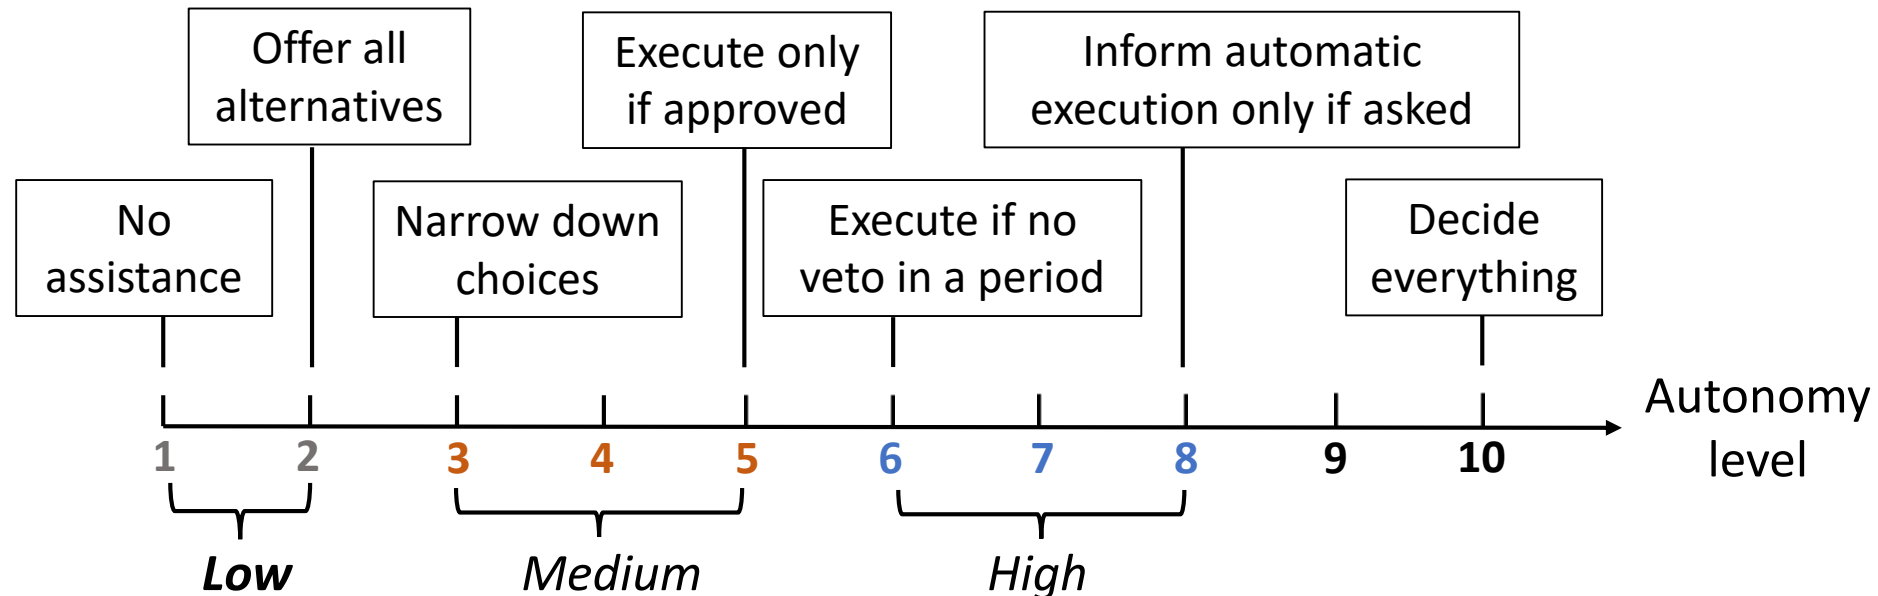 Offer all
alternatives
Execute only
if approved
Inform automatic
execution only if asked
No
assistance
Narrow down
choices
Execute if no
veto in a period
Decide
everything
Autonomy
level
1 2 3 4 5 6 7 8 9 10
Low Medium High